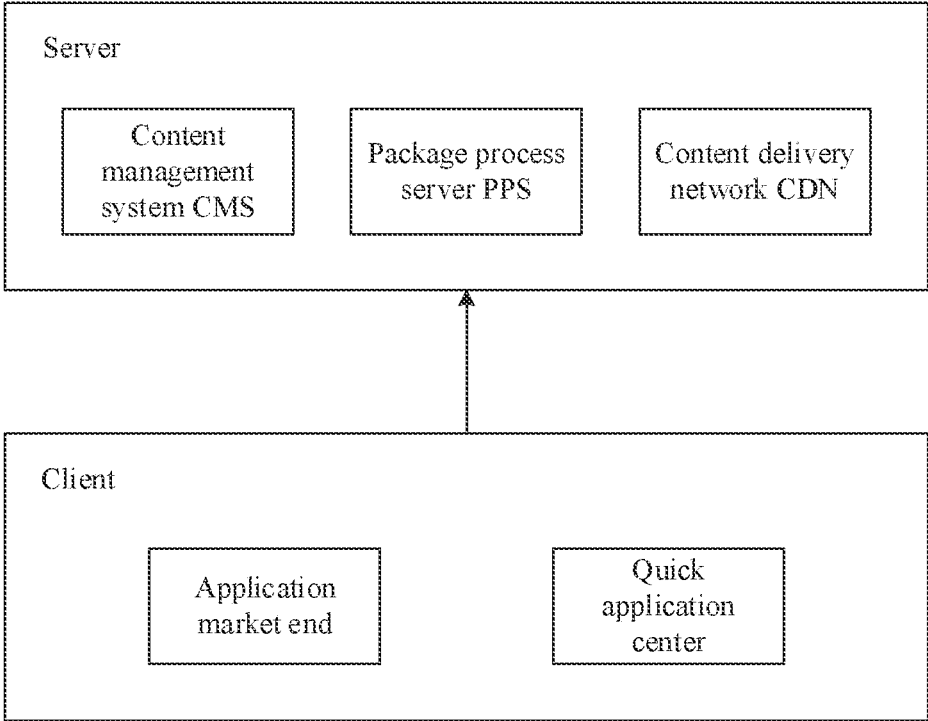 Server
Content
management
system CMS
Package process
server PPS
Content delivery
network CDN
Client
Application
market end
Quick
application
center